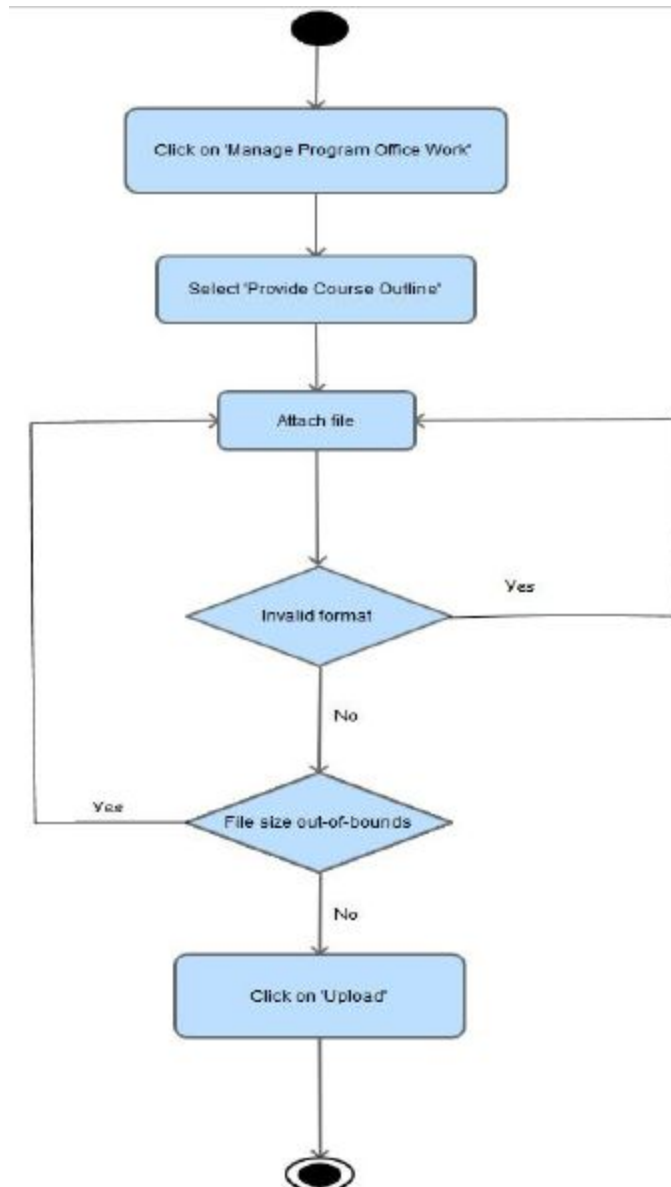 Click on 'Manage Program Office Work'
Select 'Provide Course Outline'
Attach file
Invalid format
Yes
No
File size out-of-bounds
Yes
No
Click on 'Upload'